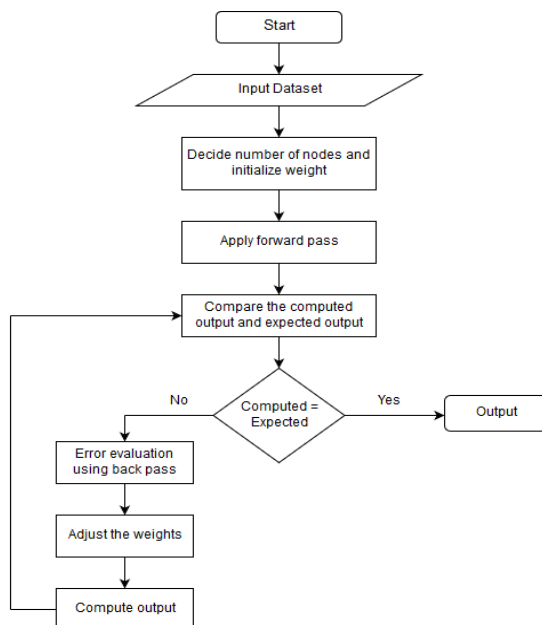 Start
Input Dataset
Decide number of nodes and
initialize weight
Apply forward pass
Compare the computed
output and expected output
Computed =
Expected
No
Yes
Output
Error evaluation
using back pass
Adjust the weights
Compute output